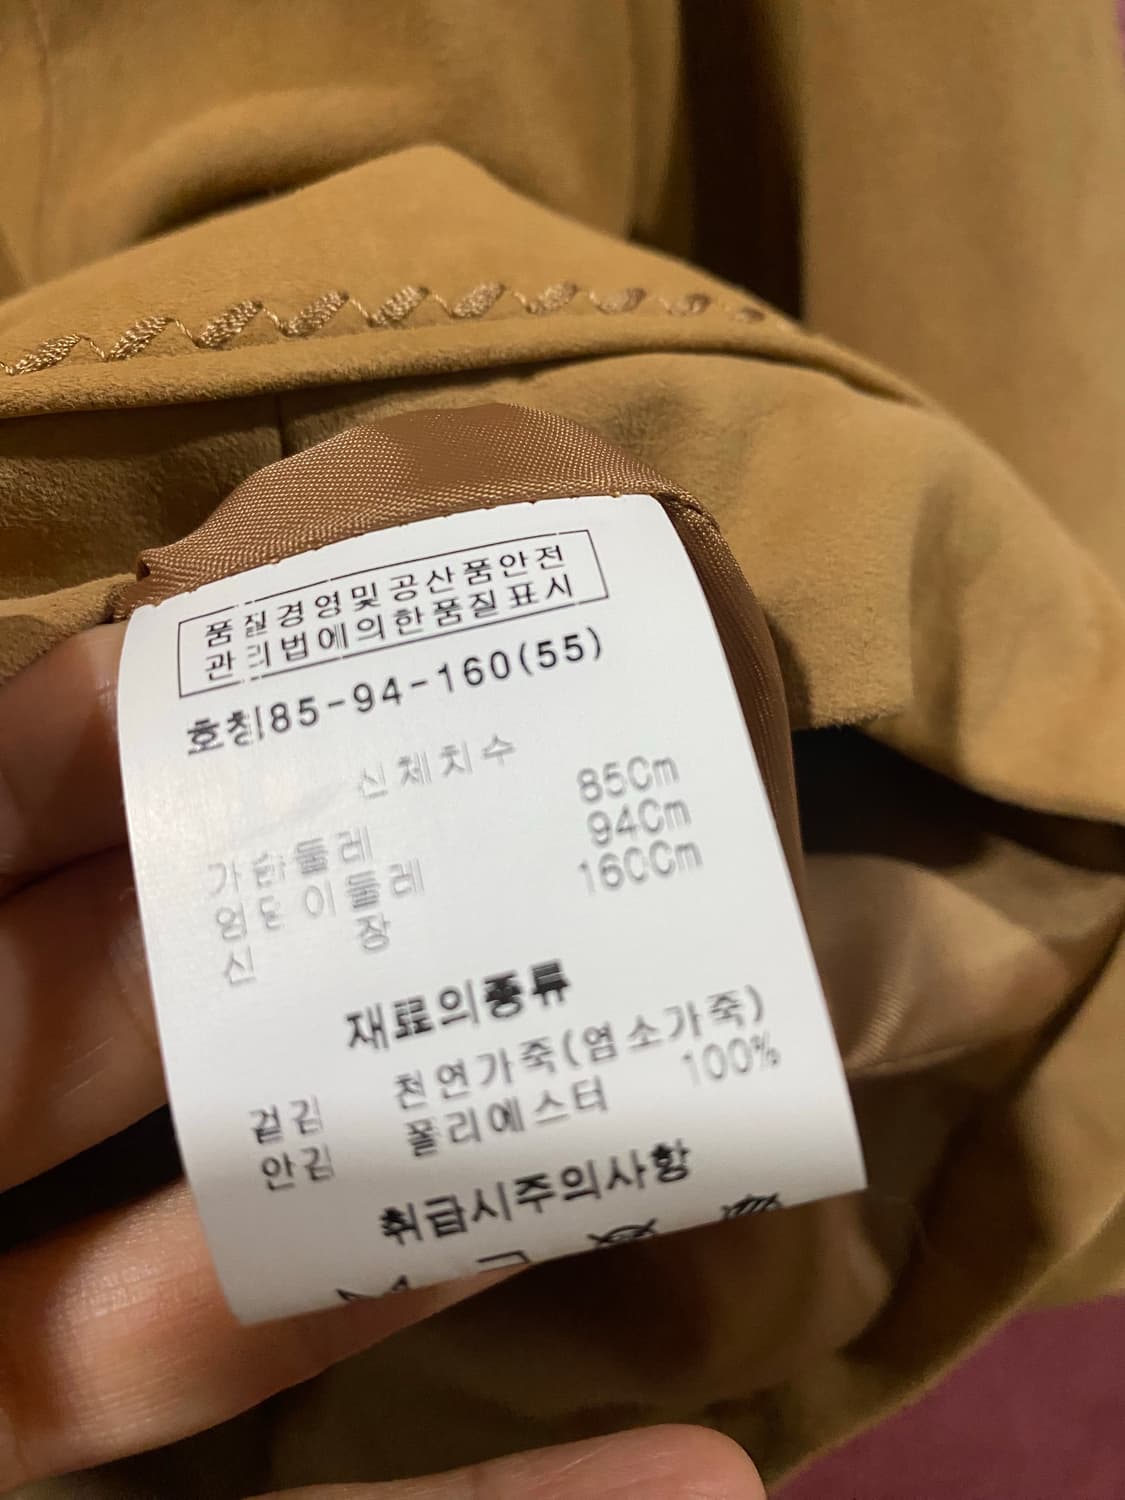 품질경영및공산품안전
관리법에의한품질표시
호칭85-94-160(55)
신체치수
가슴둘레 85Cm
엉덩이둘레 94Cm
신 장 160Cm
재료의종류
겉감 천연가죽(염소가죽)
안감 폴리에스터 100%
취급시주의사항